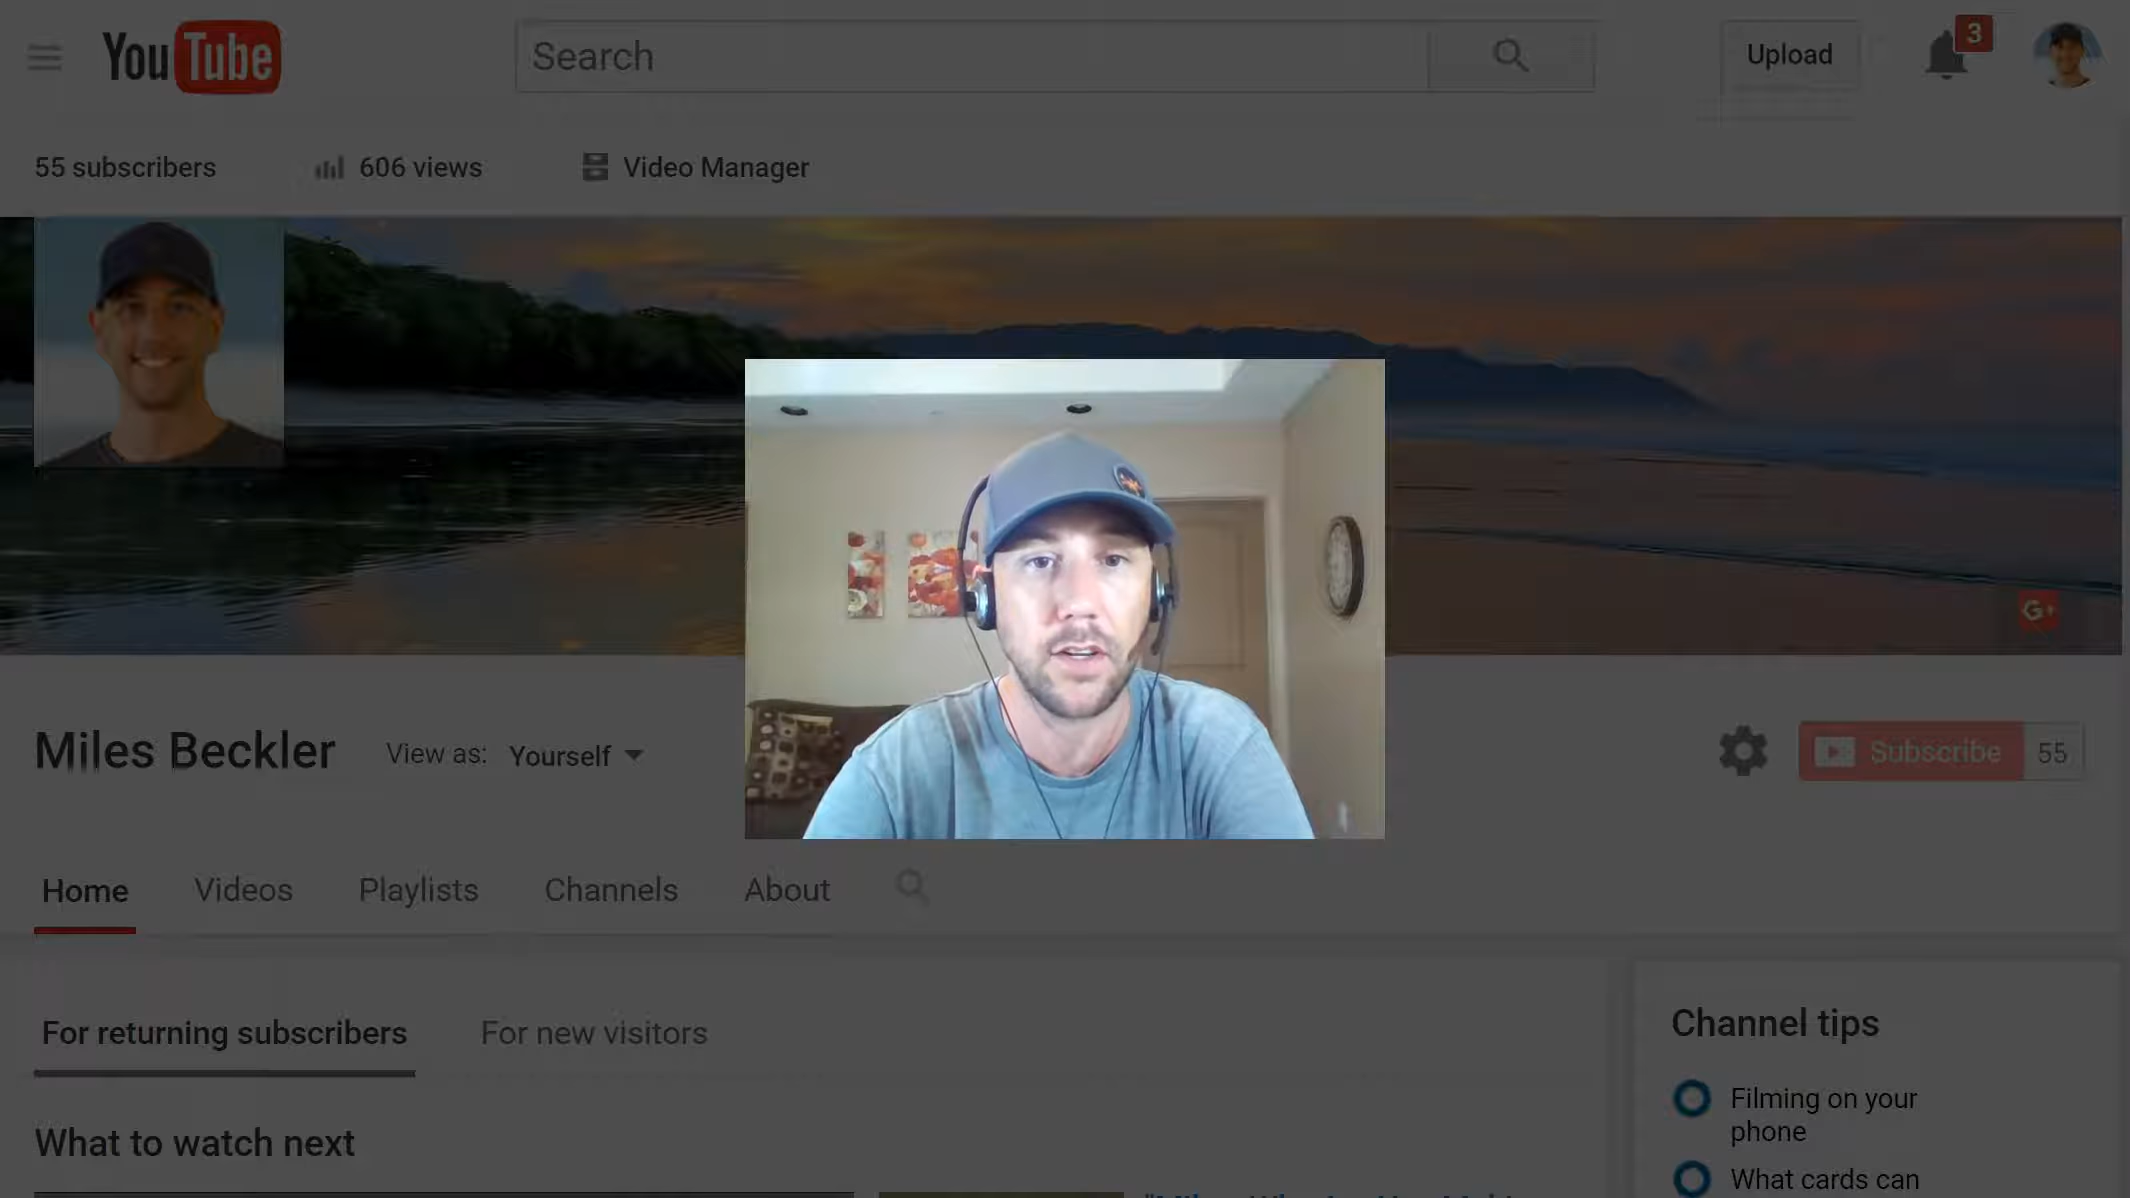 YouTube
Search
Upload
3
55 subscribers
606 views
Video Manager
G+
Miles Beckler
View as: Yourself
Subscribe 55
Home
Videos
Playlists
Channels
About
For returning subscribers
For new visitors
Channel tips
Filming on your
phone
What to watch next
What cards can